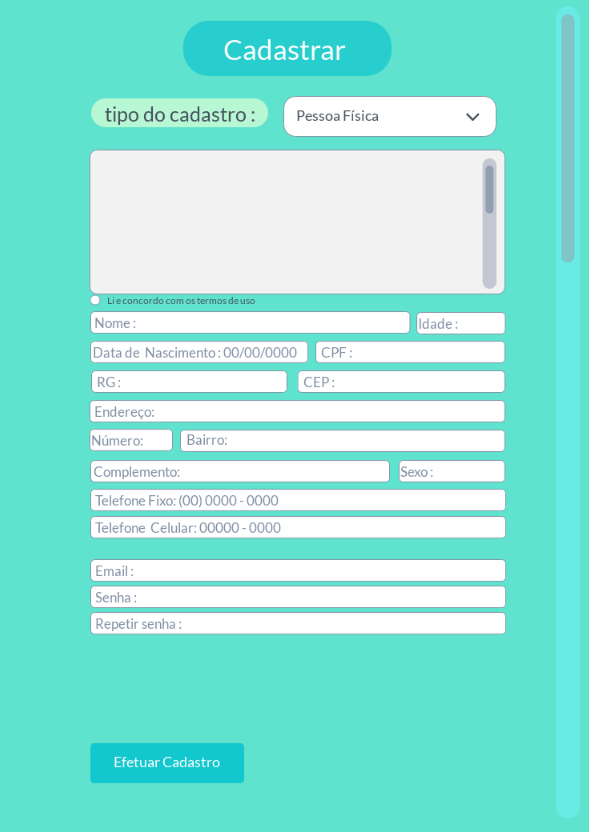 Cadastrar
tipo do cadastro :
Pessoa Física
Li e concordo com os termos de uso
Nome :
Idade :
Data de Nascimento : 00/00/0000
CPF :
RG :
CEP :
Endereço:
Número:
Bairro:
Complemento:
Sexo :
Telefone Fixo: (00) 0000 - 0000
Telefone Celular: 00000 - 0000
Email :
Senha :
Repetir senha :
Efetuar Cadastro